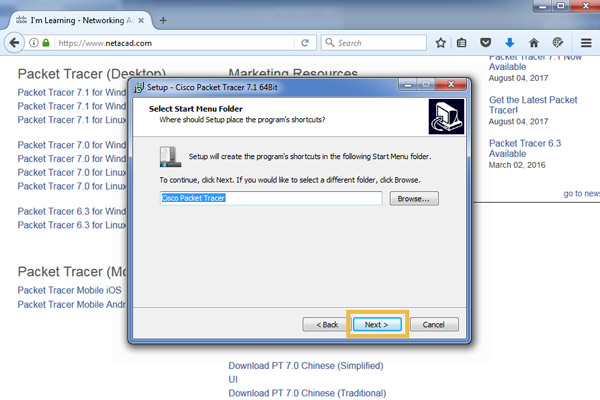 I'm Learning - Networking A
https://www.netacad.com
Search
Packet Tracer (Desktop)
Packet Tracer 7.1 for Wind
Packet Tracer 7.1 for Wind
Packet Tracer 7.1 for Linux
Packet Tracer 7.0 for Wind
Packet Tracer 7.0 for Wind
Packet Tracer 7.0 for Linux
Packet Tracer 7.0 for Linux
Packet Tracer 6.3 for Wind
Packet Tracer 6.3 for Linux
Packet Tracer (Mo
Packet Tracer Mobile iOS
Packet Tracer Mobile Andr
Marketing Resources
Setup - Cisco Packet Tracer 7.1 64Bit
Select Start Menu Folder
Where should Setup place the program's shortcuts?
Setup will create the program's shortcuts in the following Start Menu folder.
To continue, click Next. If you would like to select a different folder, click Browse.
Cisco Packet Tracer
Browse...
< Back
Next >
Cancel
Download PT 7.0 Chinese (Simplified)
UI
Download PT 7.0 Chinese (Traditional)
Packet Tracer 7.1 Now
Available
August 04, 2017
Get the Latest Packet
Tracer!
August 04, 2017
Packet Tracer 6.3
Available
March 02, 2016
go to news